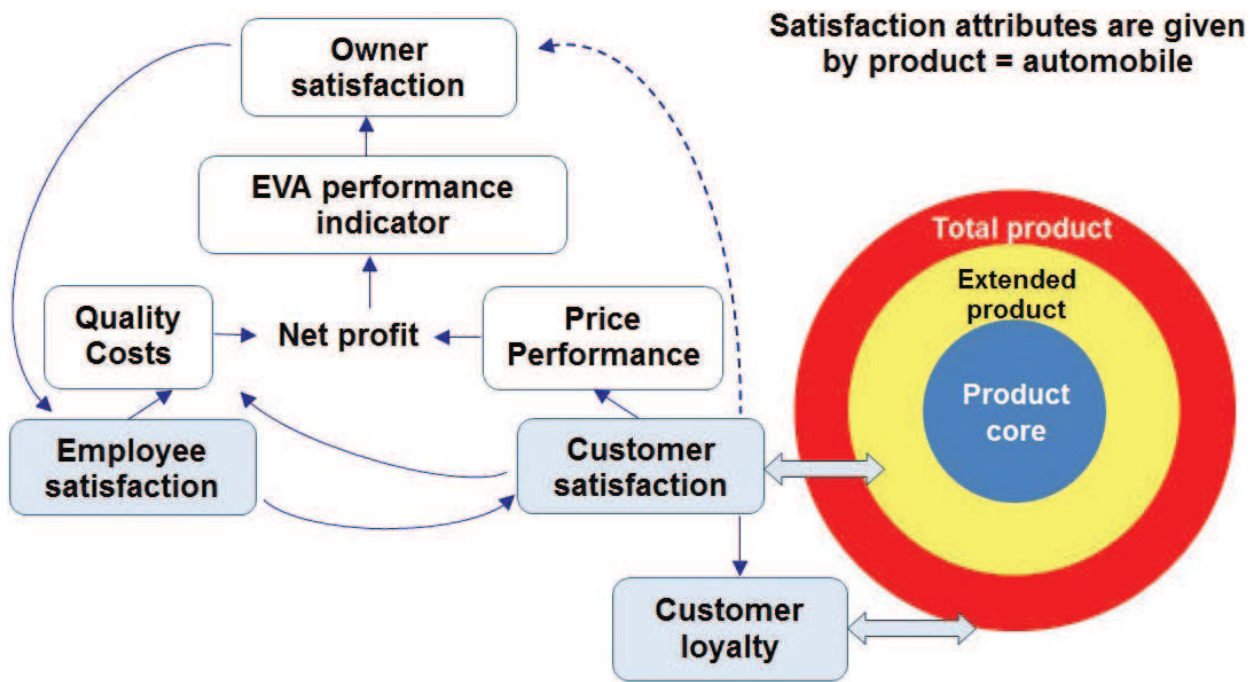 Satisfaction attributes are given
by product = automobile
Owner
satisfaction
EVA performance
indicator
Quality
Costs
Net profit
Price
Performance
Employee
satisfaction
Customer
satisfaction
Customer
loyalty
Total product
Extended
product
Product
core